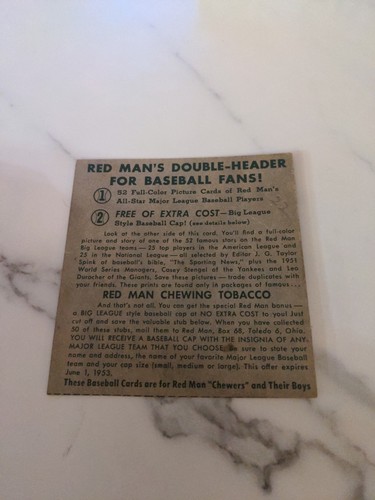 RED MAN'S DOUBLE-HEADER
FOR BASEBALL FANS!
1 52 Full-Color Picture Cards of Red Man's
All-Star Major League Baseball Players
2 FREE OF EXTRA COST—Big League
Style Baseball Cap! (see details below)
Look at the other side of this card. You'll find a full-color
picture and story of one of the 52 famous stars on the Red Man
Big League teams — 25 top players in the American League and
25 in the National League — all selected by Editor J. G. Taylor
Spink of baseball's bible, "The Sporting News," plus the 1951
World Series Managers, Casey Stengel of the Yankees and Leo
Durocher of the Giants. Save these pictures — trade duplicates with
your friends. These prints are found only in packages of famous...
RED MAN CHEWING TOBACCO
And that's not all. You can get the special Red Man bonus —
a BIG LEAGUE style baseball cap at NO EXTRA COST to you! Just
cut off and save the valuable stub below. When you have collected
50 of these stubs, mail them to Red Man, Box 68, Toledo 6, Ohio.
YOU WILL RECEIVE A BASEBALL CAP WITH THE INSIGNIA OF ANY
MAJOR LEAGUE TEAM THAT YOU CHOOSE. Be sure to state your
name and address, the name of your favorite Major League Baseball
team and your cap size (small, medium or large). This offer expires
June 1, 1953.
These Baseball Cards are for Red Man "Chewers" and Their Boys